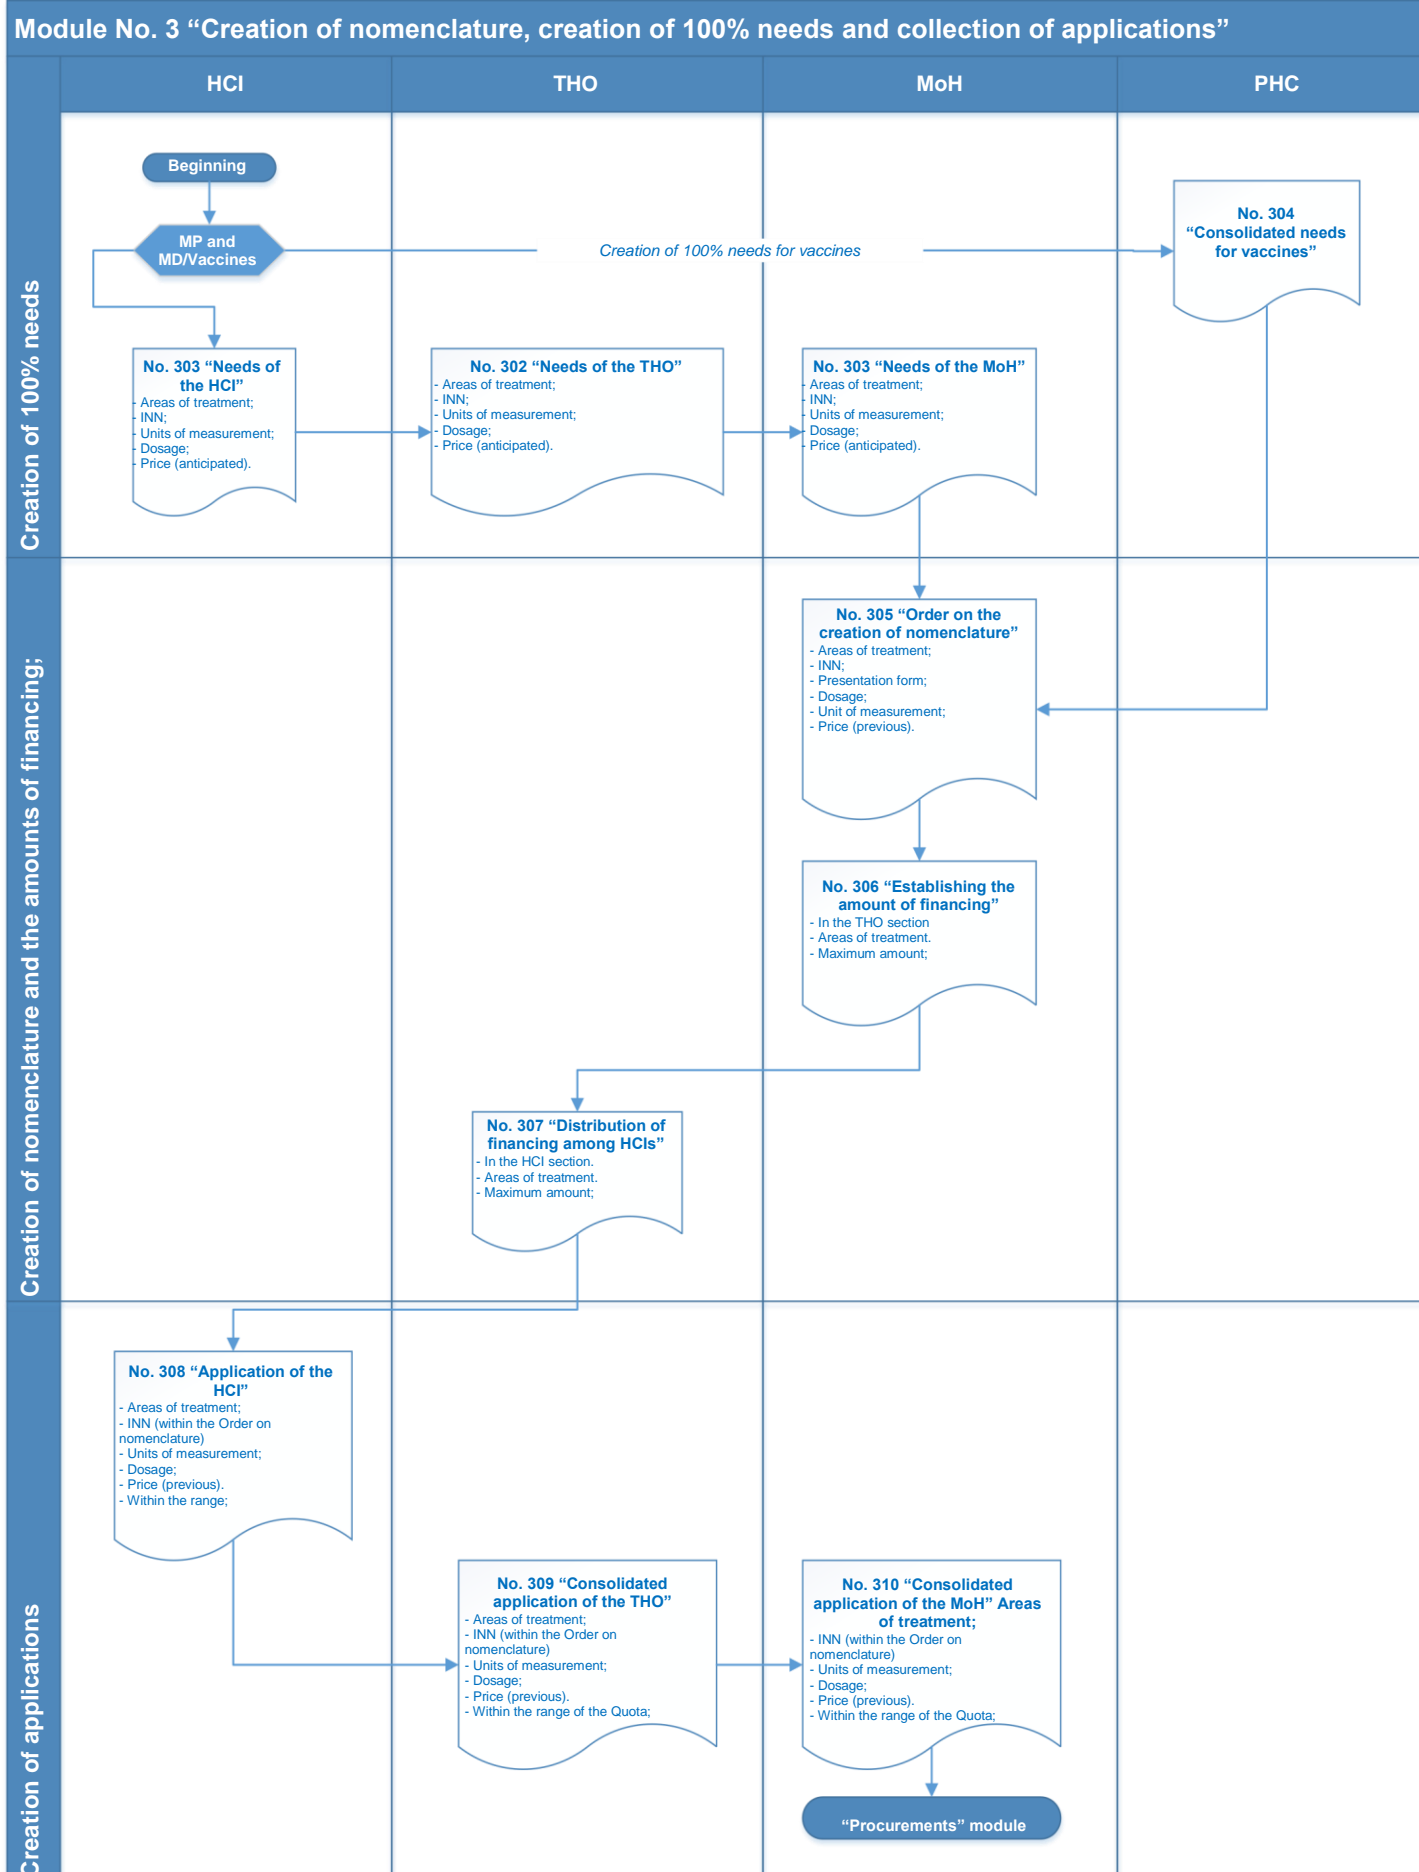 Module No. 3 “Creation of nomenclature, creation of 100% needs and collection of applications”
HCI
THO
MoH
PHC
Creation of 100% needs
Beginning
MP and
MD/Vaccines
Creation of 100% needs for vaccines
No. 304
“Consolidated needs
for vaccines”
No. 303 “Needs of
the HCI”
- Areas of treatment;
- INN;
- Units of measurement;
- Dosage;
- Price (anticipated).
No. 302 “Needs of the THO”
- Areas of treatment;
- INN;
- Units of measurement;
- Dosage;
- Price (anticipated).
No. 303 “Needs of the MoH”
- Areas of treatment;
- INN;
- Units of measurement;
- Dosage;
- Price (anticipated).
Creation of nomenclature and the amounts of financing;
No. 305 “Order on the
creation of nomenclature”
- Areas of treatment;
- INN;
- Presentation form;
- Dosage;
- Unit of measurement;
- Price (previous).
No. 306 “Establishing the
amount of financing”
- In the THO section
- Areas of treatment.
- Maximum amount;
No. 307 “Distribution of
financing among HCIs”
- In the HCI section.
- Areas of treatment.
- Maximum amount;
Creation of applications
No. 308 “Application of the
HCI”
- Areas of treatment;
- INN (within the Order on
nomenclature)
- Units of measurement;
- Dosage;
- Price (previous).
- Within the range;
No. 309 “Consolidated
application of the THO”
- Areas of treatment;
- INN (within the Order on
nomenclature)
- Units of measurement;
- Dosage;
- Price (previous).
- Within the range of the Quota;
No. 310 “Consolidated
application of the MoH” Areas
of treatment;
- INN (within the Order on
nomenclature)
- Units of measurement;
- Dosage;
- Price (previous).
- Within the range of the Quota;
“Procurements” module